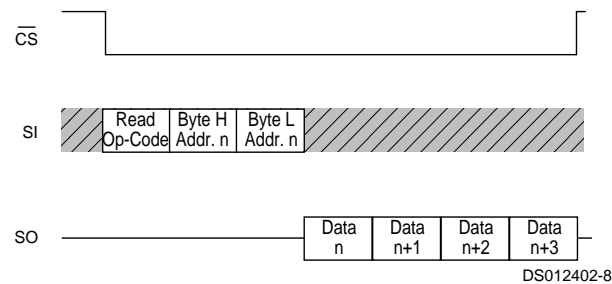 CS
SI
Read Byte H Byte L
Op-Code Addr. n Addr. n
SO
Data Data Data Data
n n+1 n+2 n+3
DS012402-8